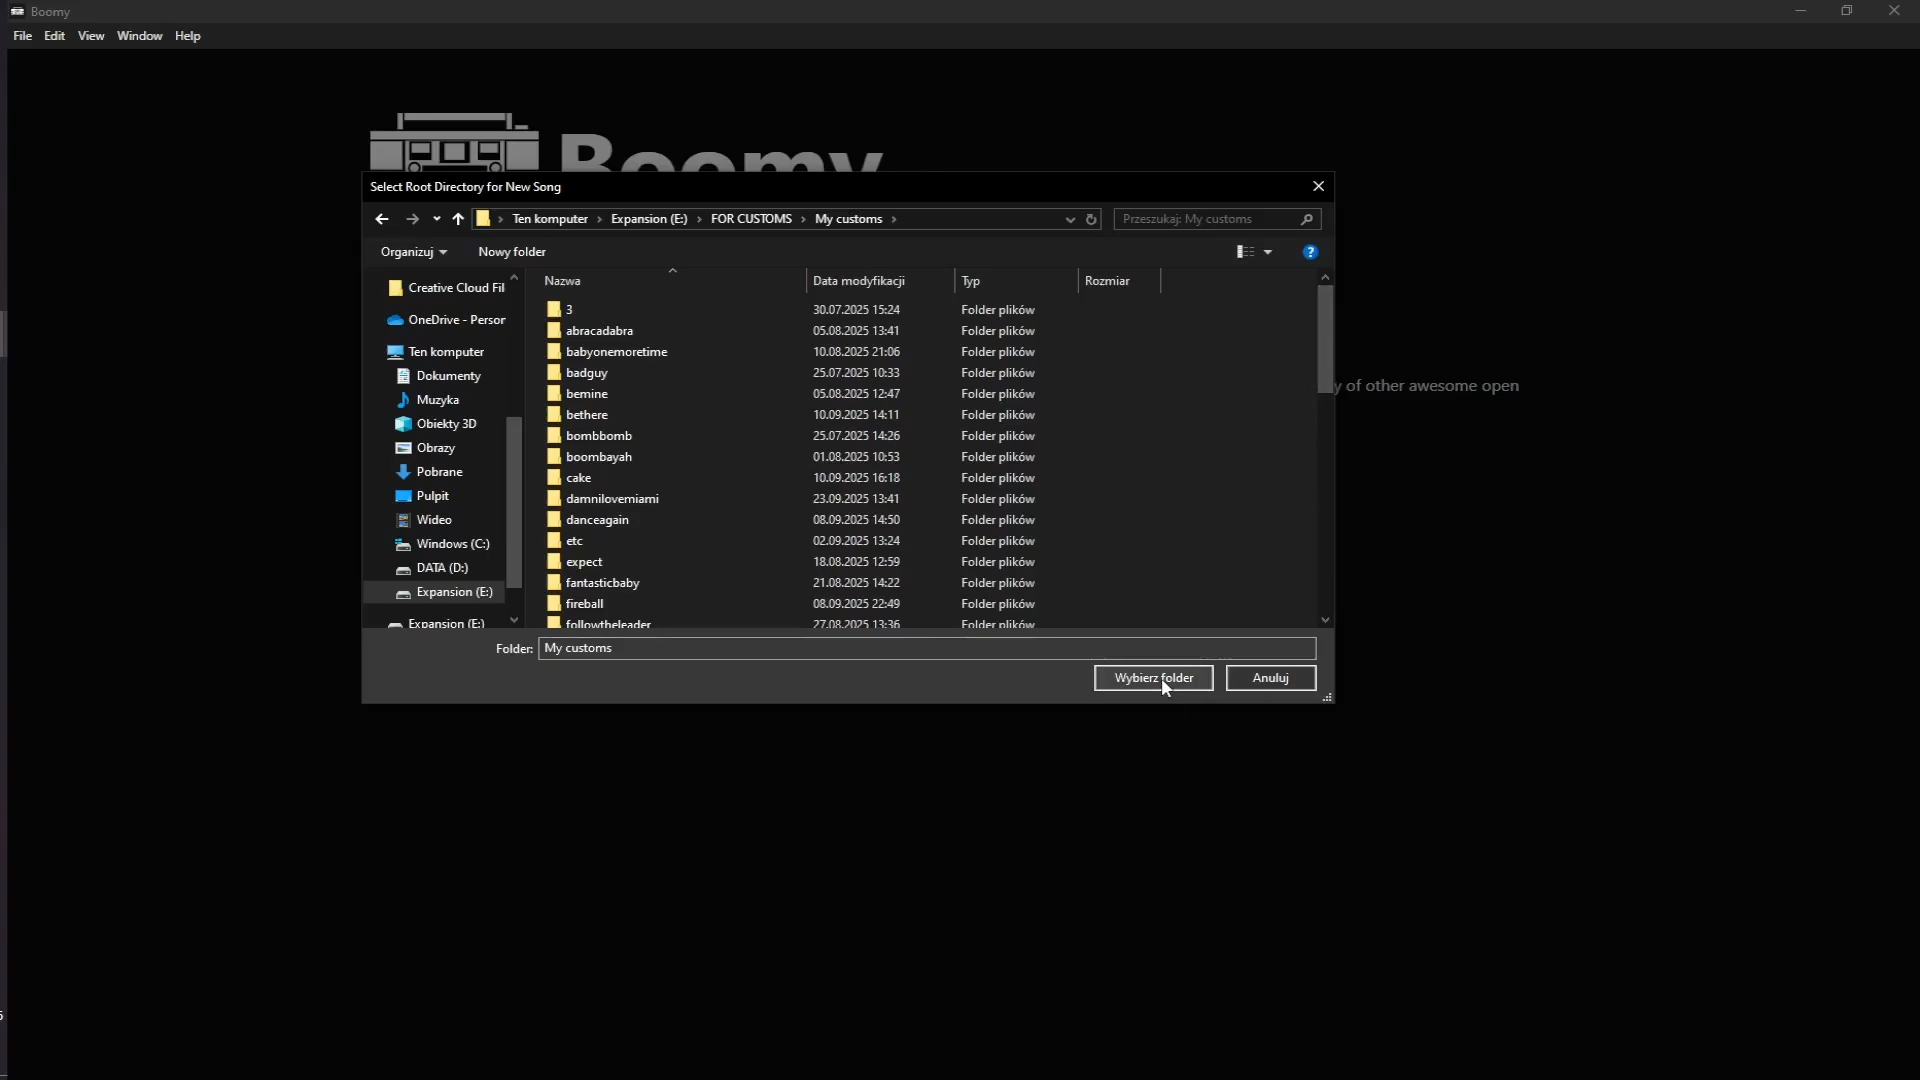 Boomy
File Edit View Window Help
Boomy
Select Root Directory for New Song
Ten komputer Expansion (E:) FOR CUSTOMS My customs
Przeszukaj: My customs
Organizuj Nowy folder
Nazwa Data modyfikacji Typ Rozmiar
Creative Cloud Fil
OneDrive - Person
Ten komputer
Dokumenty
Muzyka
Obiekty 3D
Obrazy
Pobrane
Pulpit
Wideo
Windows (C:)
DATA (D:)
Expansion (E:)
Expansion (E:)
3 30.07.2025 15:24 Folder plików
abracadabra 05.08.2025 13:41 Folder plików
babyonemoretime 10.08.2025 21:06 Folder plików
badguy 25.07.2025 10:33 Folder plików
bemine 05.08.2025 12:47 Folder plików
bethere 10.09.2025 14:11 Folder plików
bombbomb 25.07.2025 14:26 Folder plików
boombayah 01.08.2025 10:53 Folder plików
cake 10.09.2025 16:18 Folder plików
damnilovemiami 23.09.2025 13:41 Folder plików
danceagain 08.09.2025 14:50 Folder plików
etc 02.09.2025 13:24 Folder plików
expect 18.08.2025 12:59 Folder plików
fantasticbaby 21.08.2025 14:22 Folder plików
fireball 08.09.2025 22:49 Folder plików
followtheleader 27.08.2025 13:36 Folder plików
y of other awesome open
Folder: My customs
Wybierz folder Anuluj